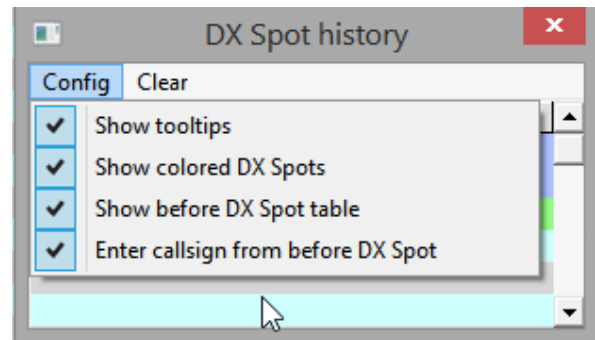 DX Spot history
Config Clear
Show tooltips
Show colored DX Spots
Show before DX Spot table
Enter callsign from before DX Spot